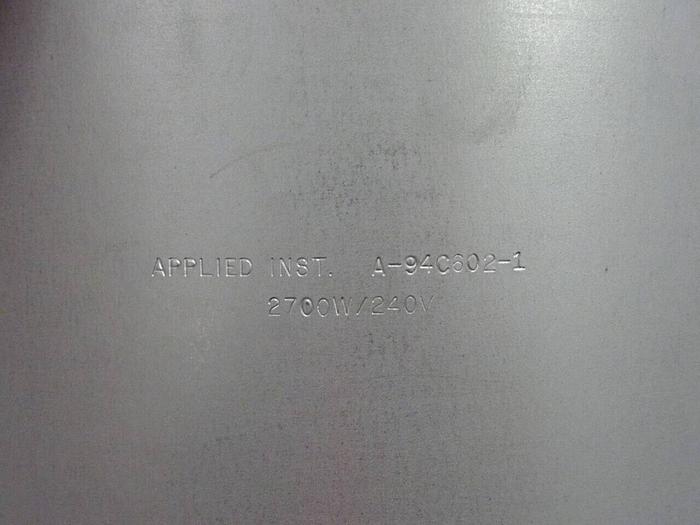 APPLIED INST. A-94C602-1
2700W/240V